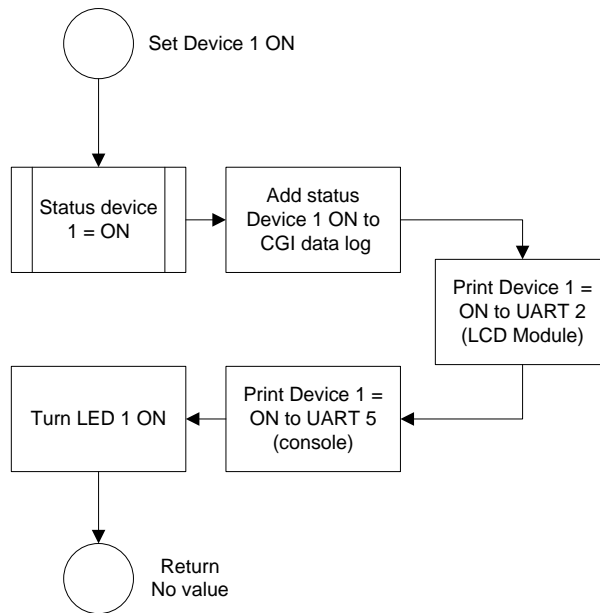 Set Device 1 ON
Status device
1 = ON
Add status
Device 1 ON to
CGI data log
Print Device 1 =
ON to UART 2
(LCD Module)
Print Device 1 =
ON to UART 5
(console)
Turn LED 1 ON
Return
No value